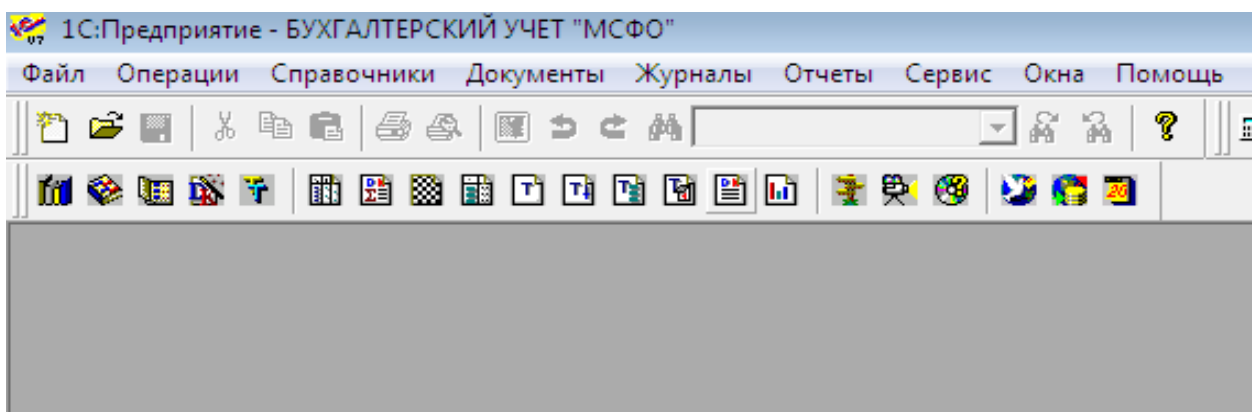 1С:Предприятие - БУХГАЛТЕРСКИЙ УЧЕТ "МСФО"
Файл Операции Справочники Документы Журналы Отчеты Сервис Окна Помощь